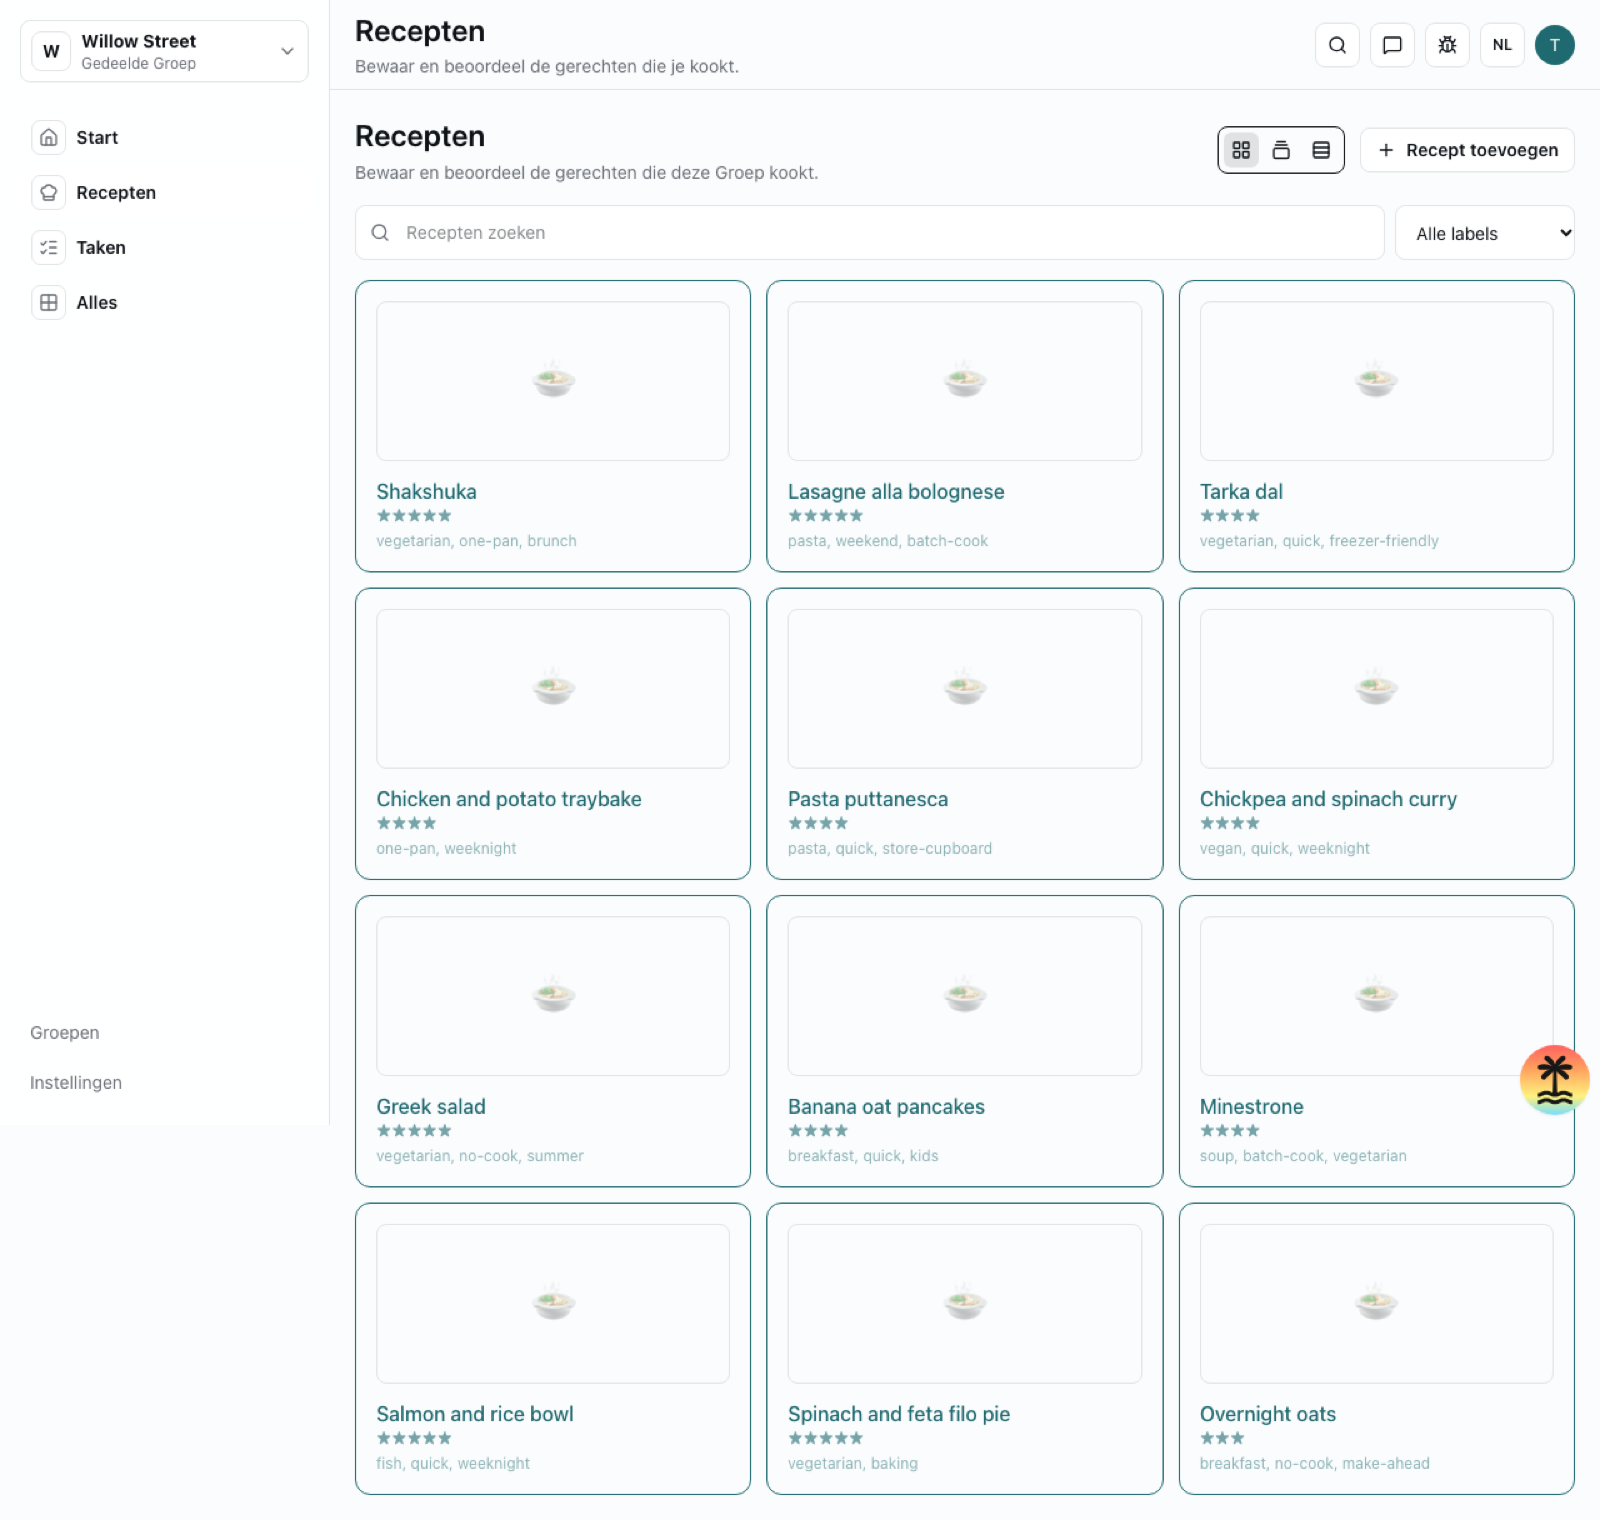 W
Willow Street
Gedeelde Groep
Start
Recepten
Taken
Alles
Groepen
Instellingen
Recepten
Bewaar en beoordeel de gerechten die je kookt.
NL
T
Recepten
Bewaar en beoordeel de gerechten die deze Groep kookt.
Recept toevoegen
Recepten zoeken
Alle labels
Shakshuka
★★★★★
vegetarian, one-pan, brunch
Lasagne alla bolognese
★★★★★
pasta, weekend, batch-cook
Tarka dal
★★★★
vegetarian, quick, freezer-friendly
Chicken and potato traybake
★★★★
one-pan, weeknight
Pasta puttanesca
★★★★
pasta, quick, store-cupboard
Chickpea and spinach curry
★★★★
vegan, quick, weeknight
Greek salad
★★★★★
vegetarian, no-cook, summer
Banana oat pancakes
★★★★
breakfast, quick, kids
Minestrone
★★★★
soup, batch-cook, vegetarian
Salmon and rice bowl
★★★★★
fish, quick, weeknight
Spinach and feta filo pie
★★★★★
vegetarian, baking
Overnight oats
★★★
breakfast, no-cook, make-ahead